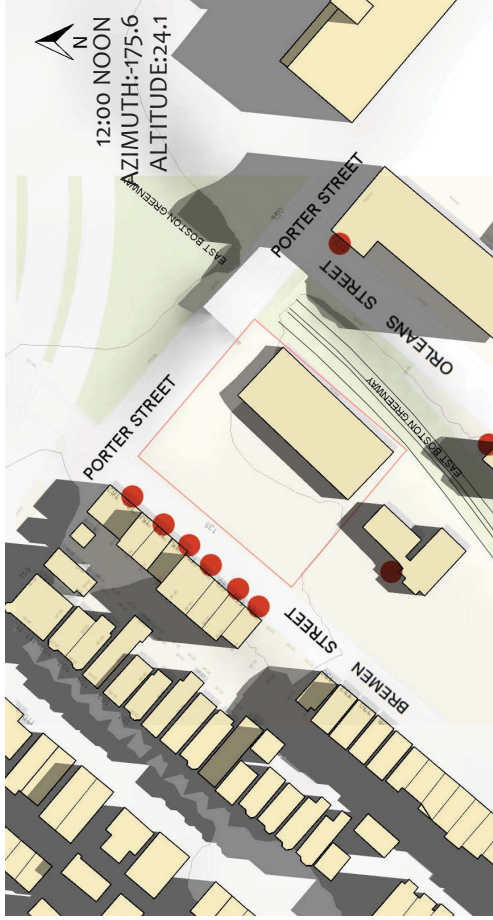 N
12:00 NOON
AZIMUTH:-175.6
ALTITUDE:24.1
EAST BOSTON GREENWAY
PORTER STREET
ORLEANS STREET
PORTER STREET
EAST BOSTON GREENWAY
135
BREMEN STREET